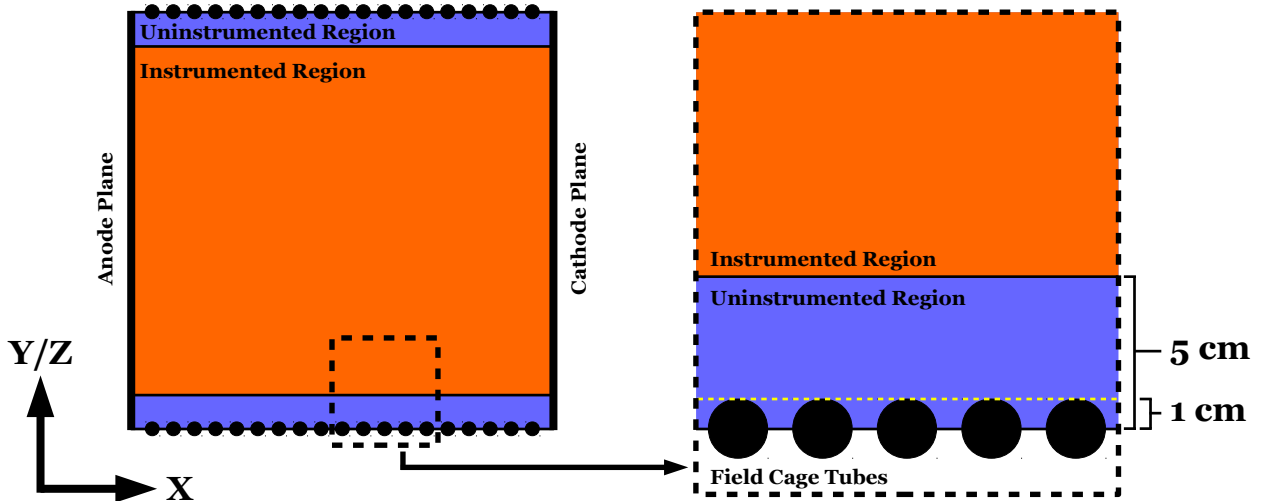 Uninstrumented Region
Instrumented Region
Anode Plane
Cathode Plane
Y/Z
X
Instrumented Region
Uninstrumented Region
5 cm
1 cm
Field Cage Tubes